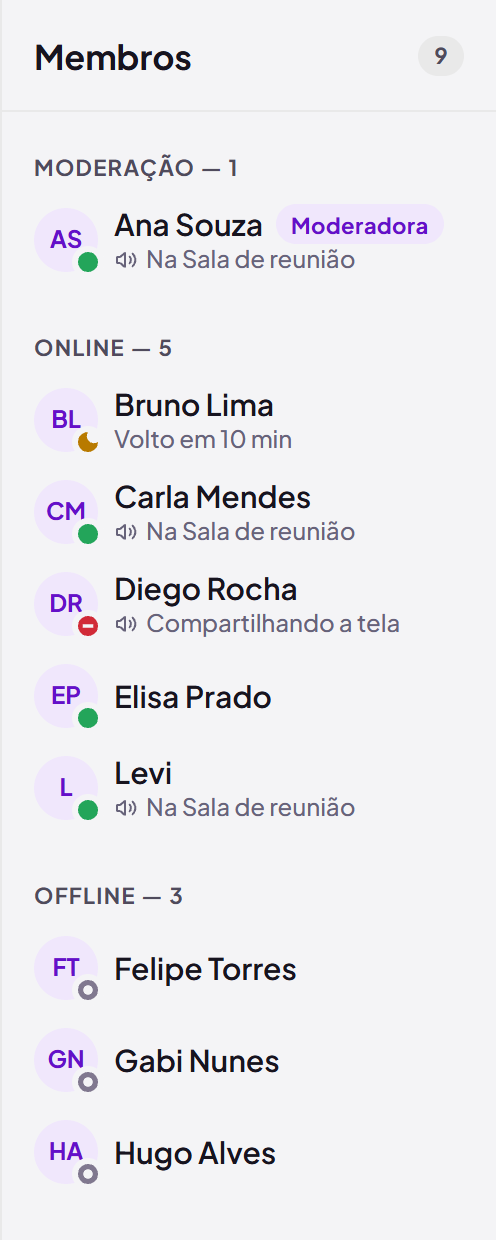 Membros 9
MODERAÇÃO — 1
AS Ana Souza Moderadora
Na Sala de reunião
ONLINE — 5
BL Bruno Lima
Volto em 10 min
CM Carla Mendes
Na Sala de reunião
DR Diego Rocha
Compartilhando a tela
EP Elisa Prado
L Levi
Na Sala de reunião
OFFLINE — 3
FT Felipe Torres
GN Gabi Nunes
HA Hugo Alves